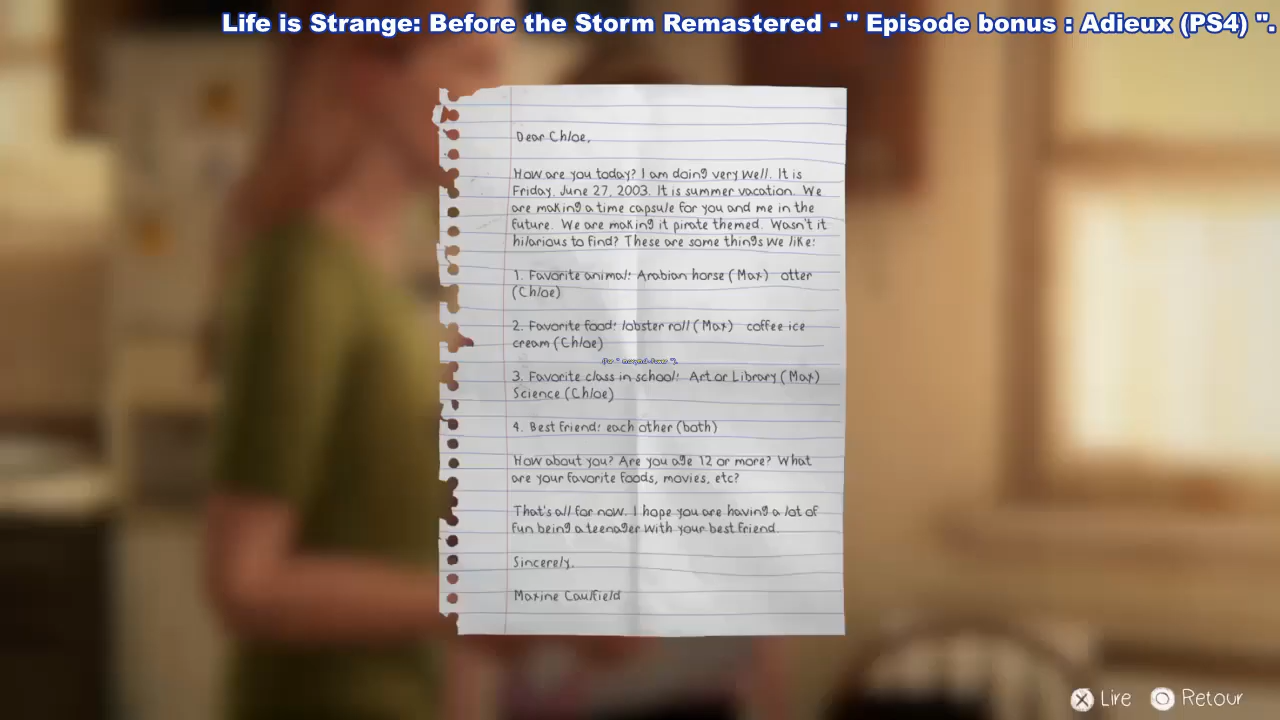 Life is Strange: Before the Storm Remastered - " Episode bonus : Adieux (PS4) ".
Dear Chloe,
How are you today? I am doing very well. It is
Friday, June 27, 2003. It is summer vacation. We
are making a time capsule for you and me in the
future. We are making it pirate themed. Wasn't it
hilarious to find? These are some things we like:
1. Favorite animal: Arabian horse (Max) otter
(Chloe)
2. Favorite food: lobster roll (Max) coffee ice
cream (Chloe)
3. Favorite class in school: Art or Library (Max)
Science (Chloe)
4. Best friend: each other (both)
How about you? Are you age 12 or more? What
are your favorite foods, movies, etc?
That's all for now. I hope you are having a lot of
fun being a teenager with your best friend.
Sincerely,
Maxine Caulfield
Lire Retour